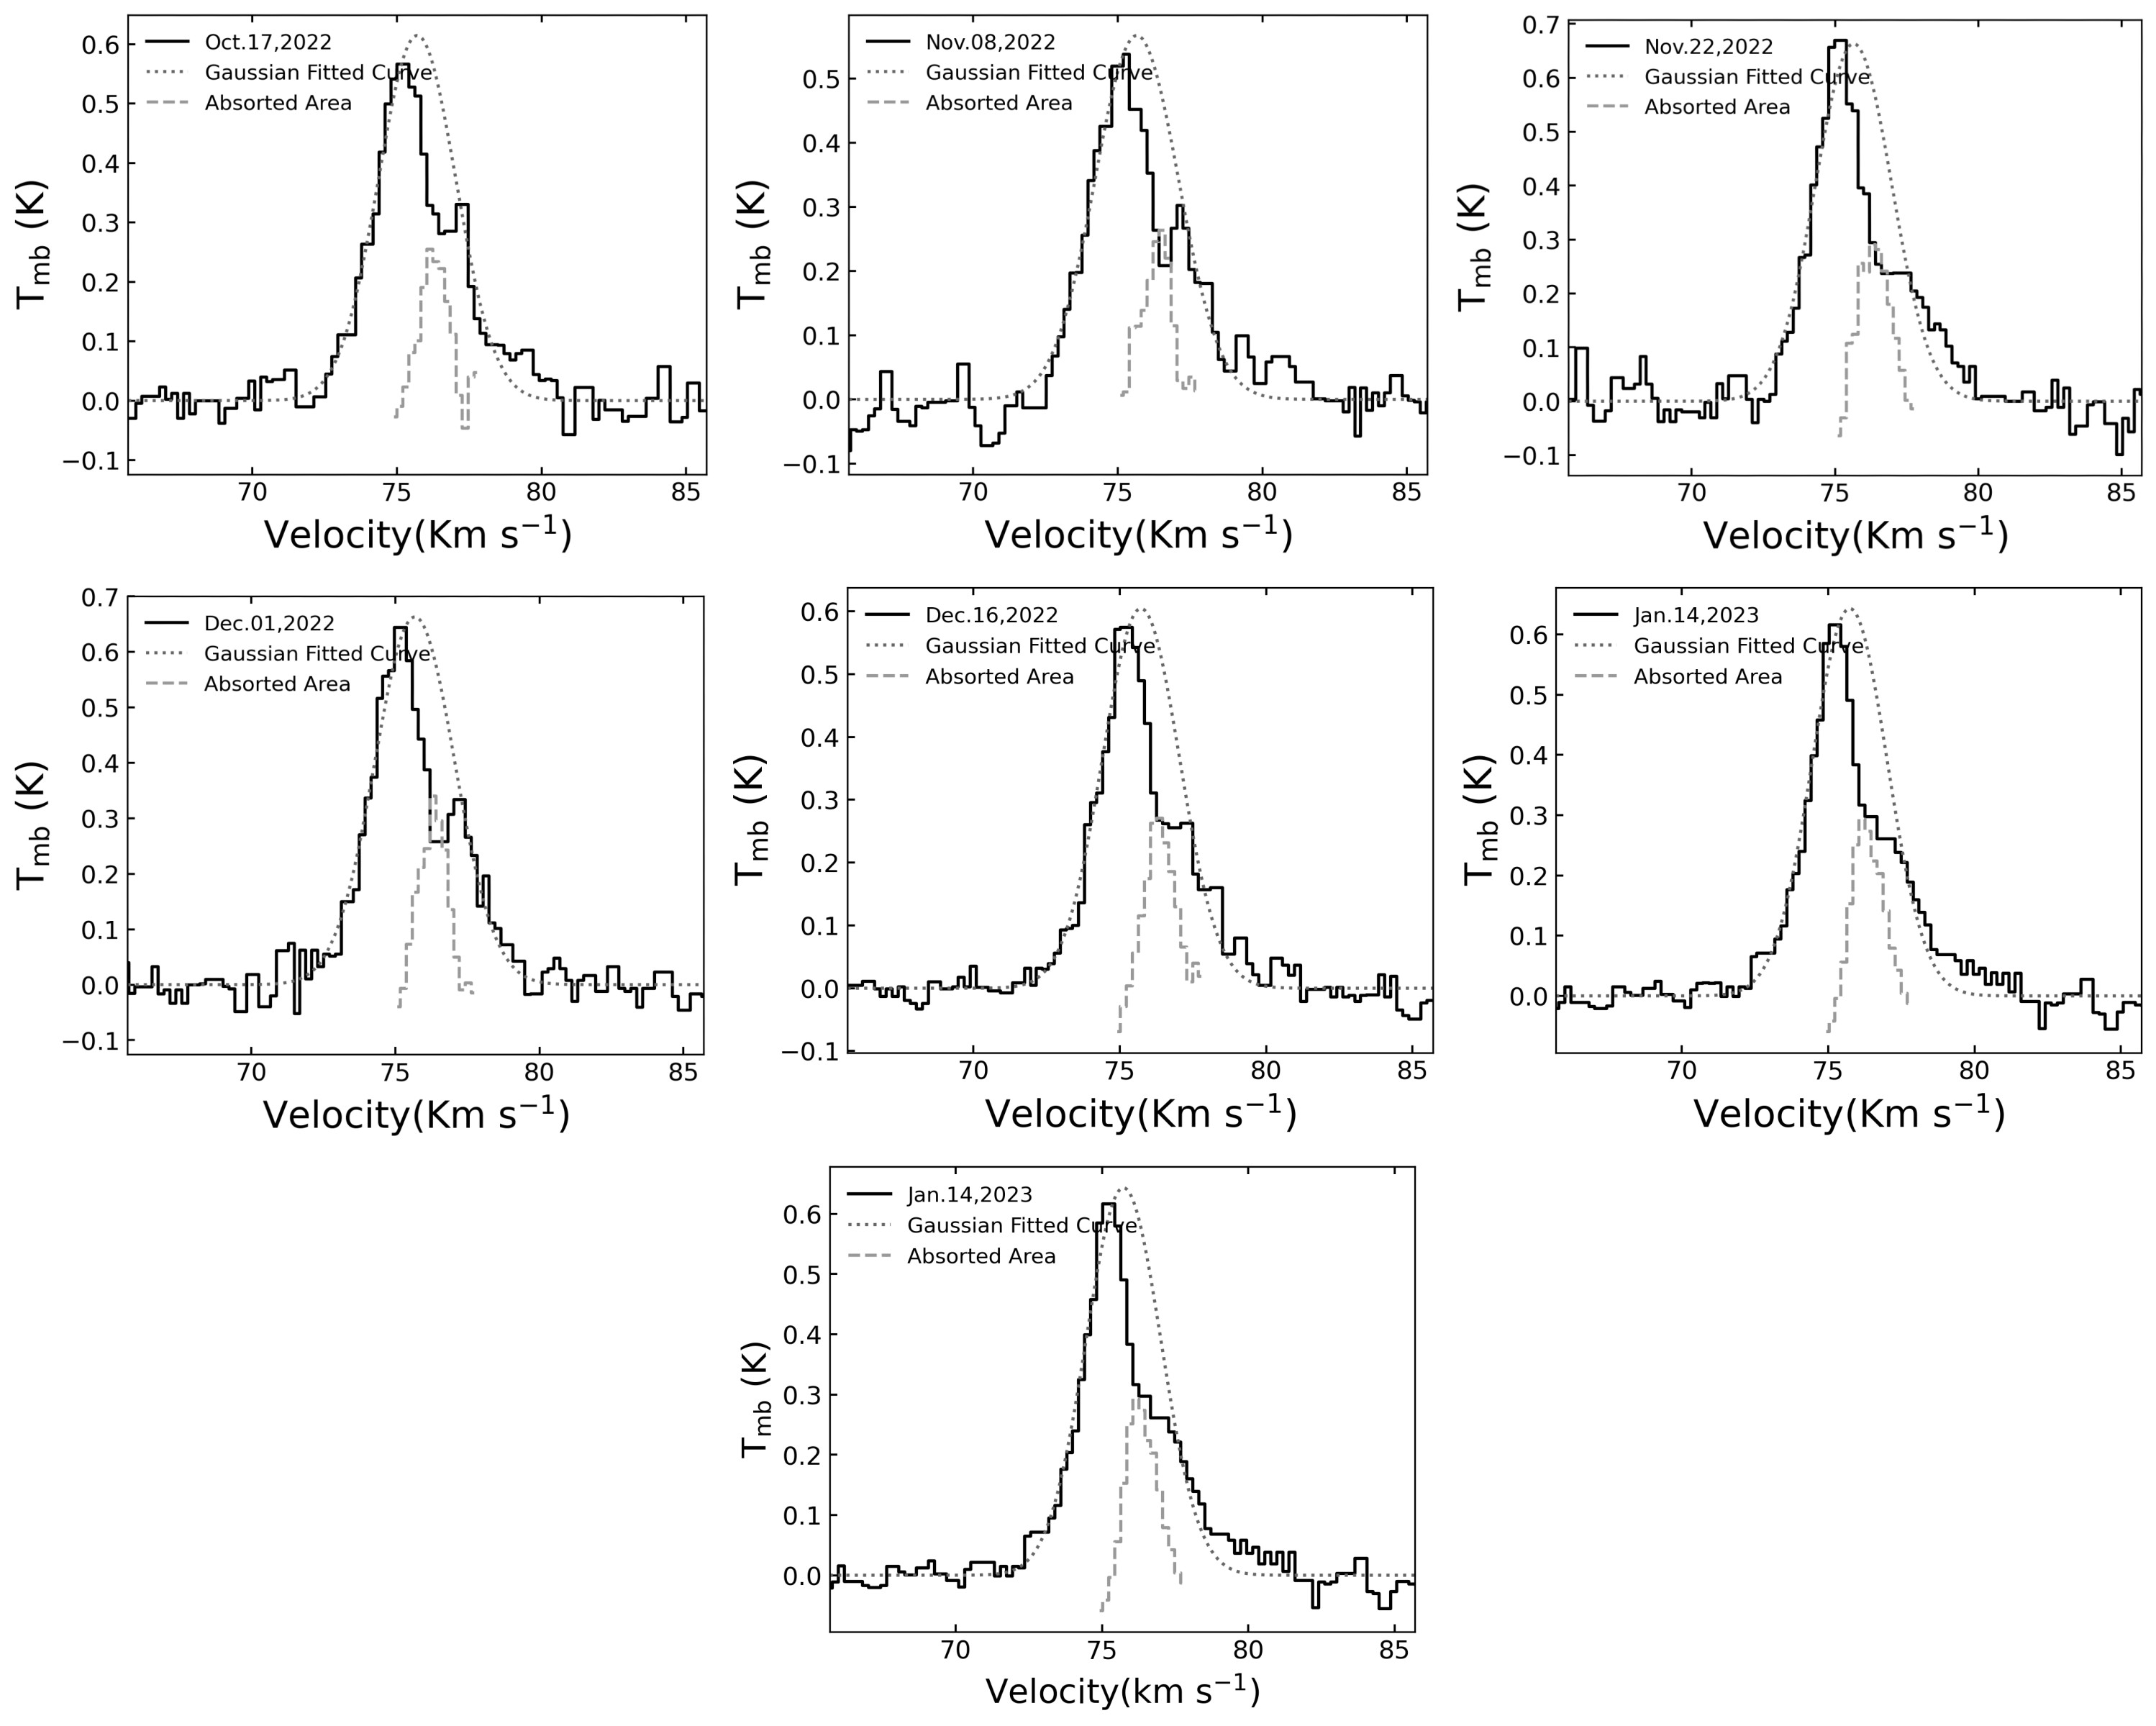 Oct.17,2022
Gaussian Fitted Curve
Absorted Area
T_mb (K)
0.6
0.5
0.4
0.3
0.2
0.1
0.0
−0.1
70 75 80 85
Velocity(Km s⁻¹)
Nov.08,2022
Gaussian Fitted Curve
Absorted Area
T_mb (K)
0.5
0.4
0.3
0.2
0.1
0.0
−0.1
70 75 80 85
Velocity(Km s⁻¹)
Nov.22,2022
Gaussian Fitted Curve
Absorted Area
T_mb (K)
0.7
0.6
0.5
0.4
0.3
0.2
0.1
0.0
−0.1
70 75 80 85
Velocity(Km s⁻¹)
Dec.01,2022
Gaussian Fitted Curve
Absorted Area
T_mb (K)
0.7
0.6
0.5
0.4
0.3
0.2
0.1
0.0
−0.1
70 75 80 85
Velocity(Km s⁻¹)
Dec.16,2022
Gaussian Fitted Curve
Absorted Area
T_mb (K)
0.6
0.5
0.4
0.3
0.2
0.1
0.0
−0.1
70 75 80 85
Velocity(Km s⁻¹)
Jan.14,2023
Gaussian Fitted Curve
Absorted Area
T_mb (K)
0.6
0.5
0.4
0.3
0.2
0.1
0.0
70 75 80 85
Velocity(Km s⁻¹)
Jan.14,2023
Gaussian Fitted Curve
Absorted Area
T_mb (K)
0.6
0.5
0.4
0.3
0.2
0.1
0.0
70 75 80 85
Velocity(km s⁻¹)